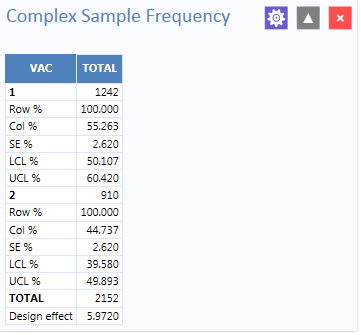 Complex Sample Frequency
VAC TOTAL
1 1242
Row % 100.000
Col % 55.263
SE % 2.620
LCL % 50.107
UCL % 60.420
2 910
Row % 100.000
Col % 44.737
SE % 2.620
LCL % 39.580
UCL % 49.893
TOTAL 2152
Design effect 5.9720